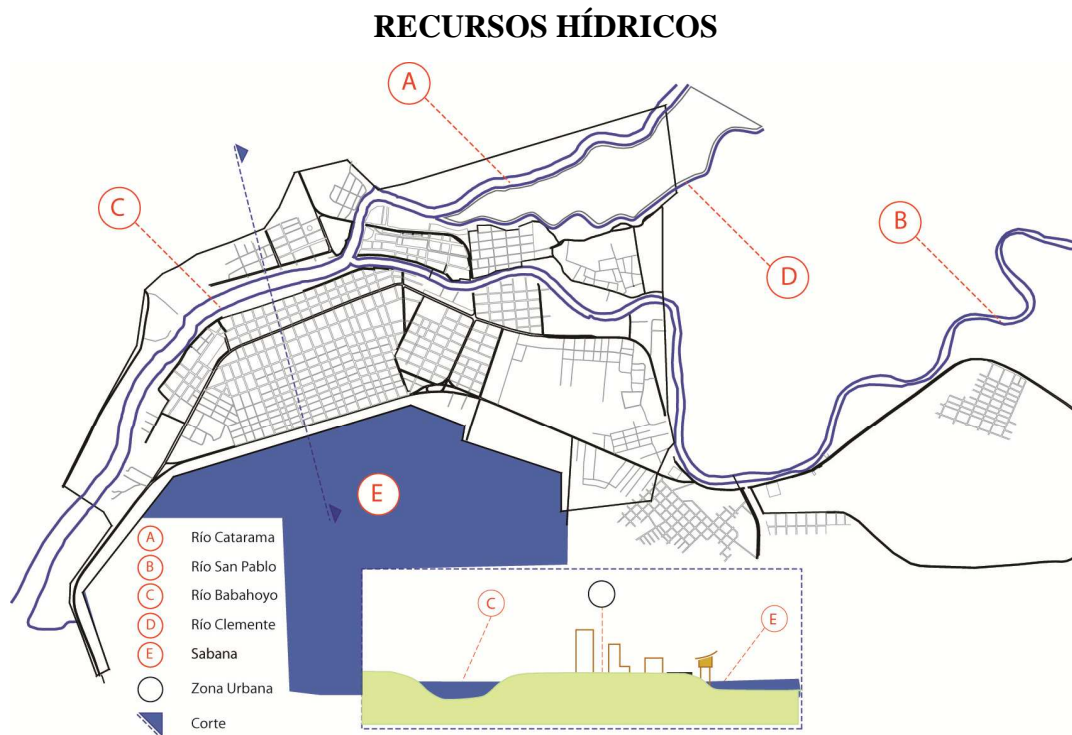 RECURSOS HÍDRICOS
A
C
B
D
E
A Río Catarama
B Río San Pablo
C Río Babahoyo
D Río Clemente
E Sabana
Zona Urbana
Corte
C
E